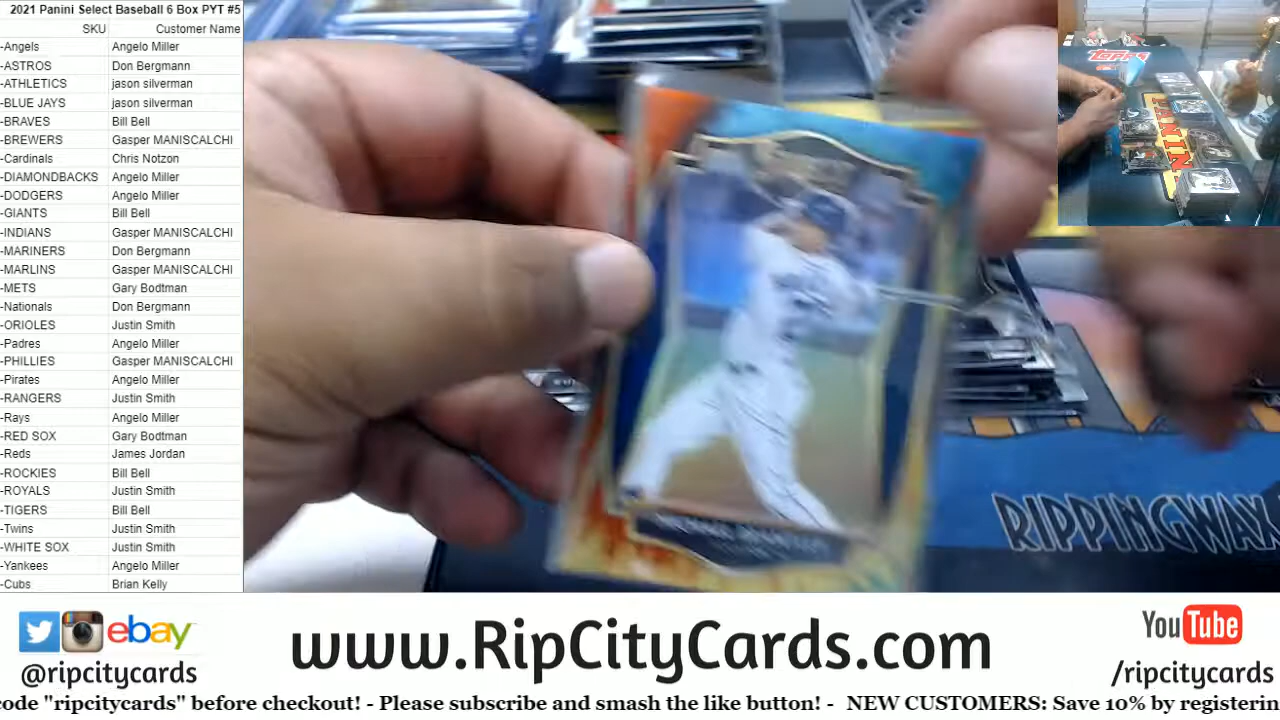 2021 Panini Select Baseball 6 Box PYT #5
SKU Customer Name
-Angels Angelo Miller
-ASTROS Don Bergmann
-ATHLETICS jason silverman
-BLUE JAYS jason silverman
-BRAVES Bill Bell
-BREWERS Gasper MANISCALCHI
-Cardinals Chris Notzon
-DIAMONDBACKS Angelo Miller
-DODGERS Angelo Miller
-GIANTS Bill Bell
-INDIANS Gasper MANISCALCHI
-MARINERS Don Bergmann
-MARLINS Gasper MANISCALCHI
-METS Gary Bodtman
-Nationals Don Bergmann
-ORIOLES Justin Smith
-Padres Angelo Miller
-PHILLIES Gasper MANISCALCHI
-Pirates Angelo Miller
-RANGERS Justin Smith
-Rays Angelo Miller
-RED SOX Gary Bodtman
-Reds James Jordan
-ROCKIES Bill Bell
-ROYALS Justin Smith
-TIGERS Bill Bell
-Twins Justin Smith
-WHITE SOX Justin Smith
-Yankees Angelo Miller
-Cubs Brian Kelly
Topps
PANINI
RIPPINGWAX
ebay
@ripcitycards
www.RipCityCards.com
YouTube
/ripcitycards
code "ripcitycards" before checkout! - Please subscribe and smash the like button! - NEW CUSTOMERS: Save 10% by registerin